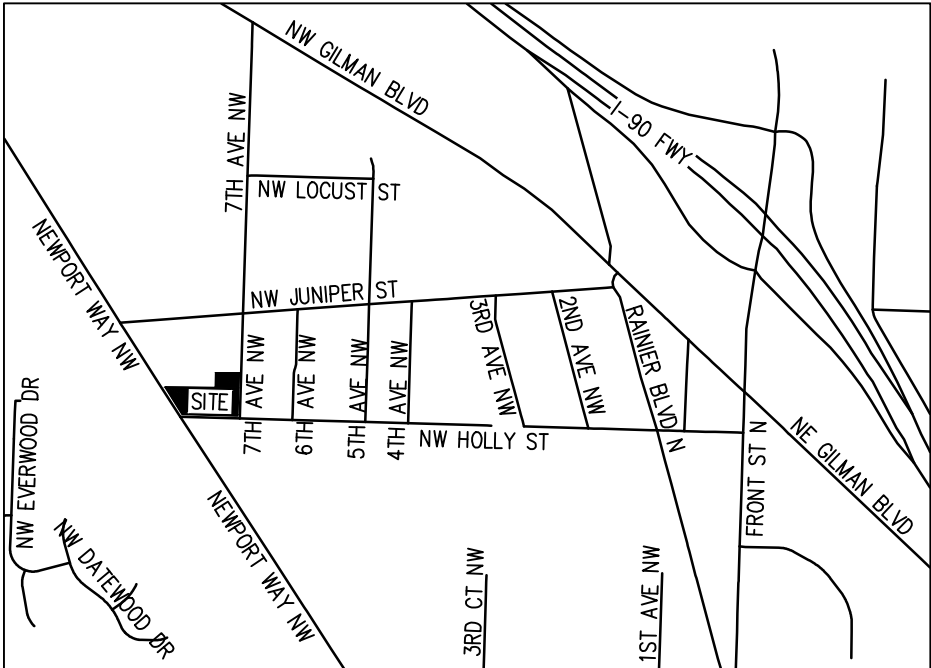 NW GILMAN BLVD
I-90 FWY
7TH AVE NW
NW LOCUST ST
NEWPORT WAY NW
NW JUNIPER ST
3RD AVE NW
2ND AVE NW
RAINIER BLVD N
7TH AVE NW
6TH AVE NW
5TH AVE NW
4TH AVE NW
SITE
NW HOLLY ST
NW EVERWOOD DR
NE GILMAN BLVD
FRONT ST N
NEWPORT WAY NW
NW DATEWOOD DR
3RD CT NW
1ST AVE NW